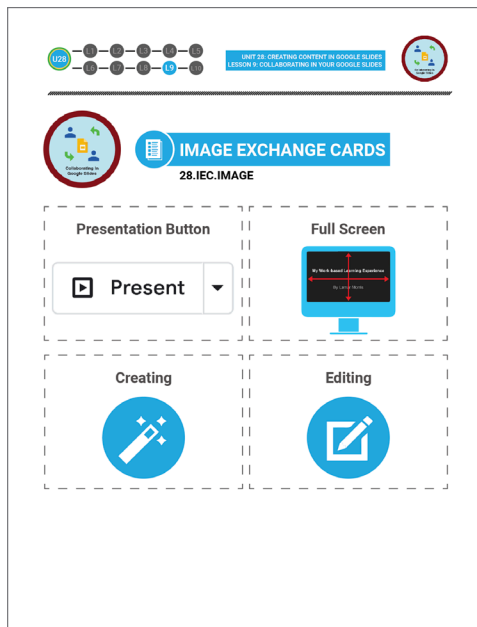 U28
L1
L2
L3
L4
L5
L6
L7
L8
L9
L10
UNIT 28: CREATING CONTENT IN GOOGLE SLIDES
LESSON 9: COLLABORATING IN YOUR GOOGLE SLIDES
Collaborating in
Google Slides
IMAGE EXCHANGE CARDS
28.IEC.IMAGE
Presentation Button
Present
Full Screen
My Work-based Learning Experience
Creating
Editing